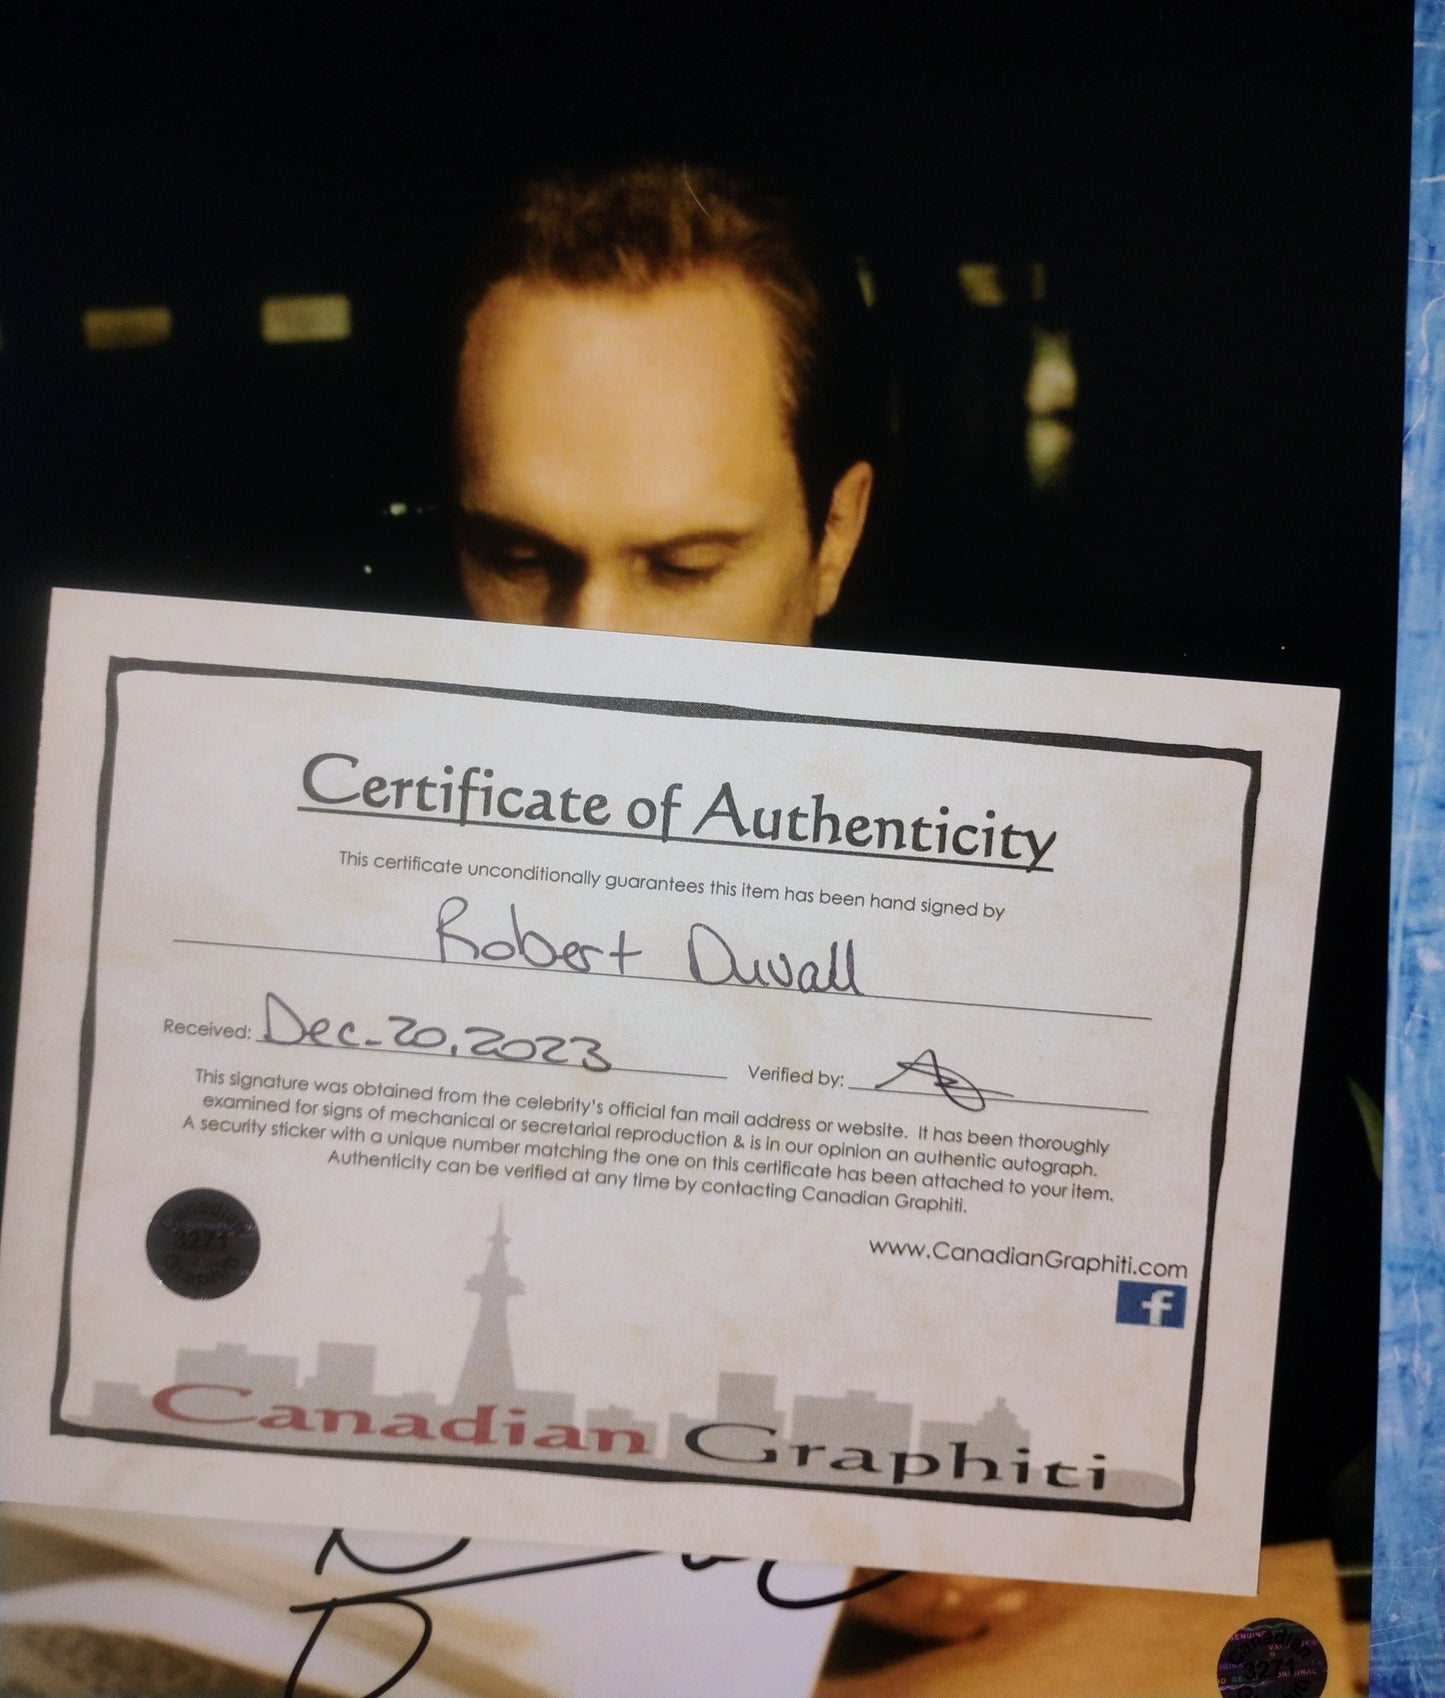 Certificate of Authenticity
This certificate unconditionally guarantees this item has been hand signed by
Robert Duvall
Received: Dec. 20, 2023 Verified by:
This signature was obtained from the celebrity's official fan mail address or website. It has been thoroughly
examined for signs of mechanical or secretarial reproduction & is in our opinion an authentic autograph.
A security sticker with a unique number matching the one on this certificate has been attached to your item.
Authenticity can be verified at any time by contacting Canadian Graphiti.
www.CanadianGraphiti.com
f
Canadian
3271
Graphiti
Canadian Graphiti
3271